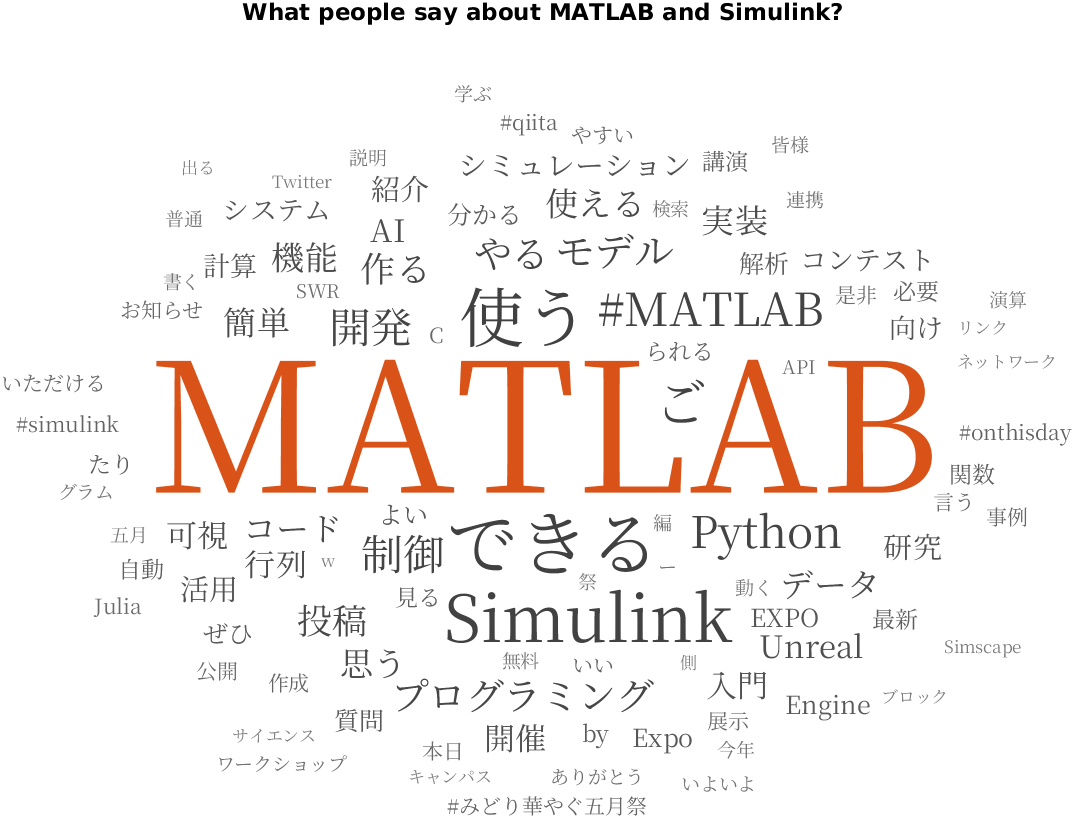 What people say about MATLAB and Simulink?
学ぶ
#qiita
やすい
皆様
出る
説明
シミュレーション
講演
Twitter
紹介
連携
普通
システム
分かる
使える
検索
実装
AI
計算
機能
作る
やる
モデル
解析
コンテスト
書く
SWR
是非
必要
演算
お知らせ
簡単
開発
C
使う
#MATLAB
向け
リンク
られる
API
ネットワーク
いただける
MATLAB
ご
#simulink
#onthisday
たり
グラム
関数
言う
事例
よい
五月
可視
コード
制御
できる
編
Python
研究
自動
行列
w
ー
活用
祭
動く
データ
Julia
見る
投稿
Simulink
EXPO
最新
ぜひ
Unreal
Simscape
公開
思う
無料
いい
側
作成
プログラミング
入門
Engine
ブロック
質問
展示
サイエンス
開催
by
Expo
本日
今年
ワークショップ
キャンパス
ありがとう
いよいよ
#みどり華やぐ五月祭